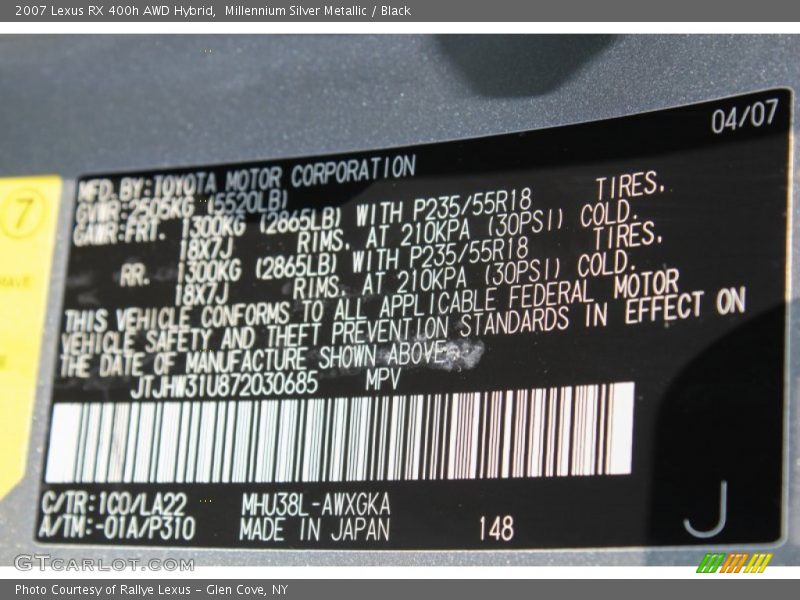 2007 Lexus RX 400h AWD Hybrid,  Millennium Silver Metallic / Black
04/07
7
MFD. BY: TOYOTA MOTOR CORPORATION
GVWR: 2505KG (5520LB)
GAWR: FRT. 1300KG (2865LB) WITH P235/55R18 TIRES.
18X7J RIMS. AT 210KPA (30PSI) COLD.
RR. 1300KG (2865LB) WITH P235/55R18 TIRES.
18X7J RIMS. AT 210KPA (30PSI) COLD.
THIS VEHICLE CONFORMS TO ALL APPLICABLE FEDERAL MOTOR
VEHICLE SAFETY AND THEFT PREVENTION STANDARDS IN EFFECT ON
THE DATE OF MANUFACTURE SHOWN ABOVE.
JTJHW31U872030685 MPV
C/TR: 1C0/LA22 MHU38L-AWXGKA
A/TM: -01A/P310 MADE IN JAPAN 148
J
GTCARLOT.COM
Photo Courtesy of Rallye Lexus - Glen Cove, NY